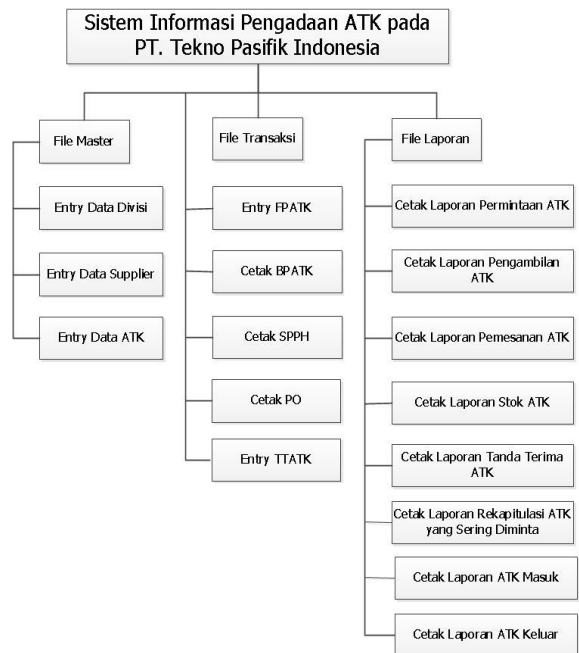 Sistem Informasi Pengadaan ATK pada
PT. Tekno Pasifik Indonesia
File Master
Entry Data Divisi
Entry Data Supplier
Entry Data ATK
File Transaksi
Entry FPATK
Cetak BPATK
Cetak SPPH
Cetak PO
Entry TTATK
File Laporan
Cetak Laporan Permintaan ATK
Cetak Laporan Pengambilan
ATK
Cetak Laporan Pemesanan ATK
Cetak Laporan Stok ATK
Cetak Laporan Tanda Terima
ATK
Cetak Laporan Rekapitulasi ATK
yang Sering Diminta
Cetak Laporan ATK Masuk
Cetak Laporan ATK Keluar